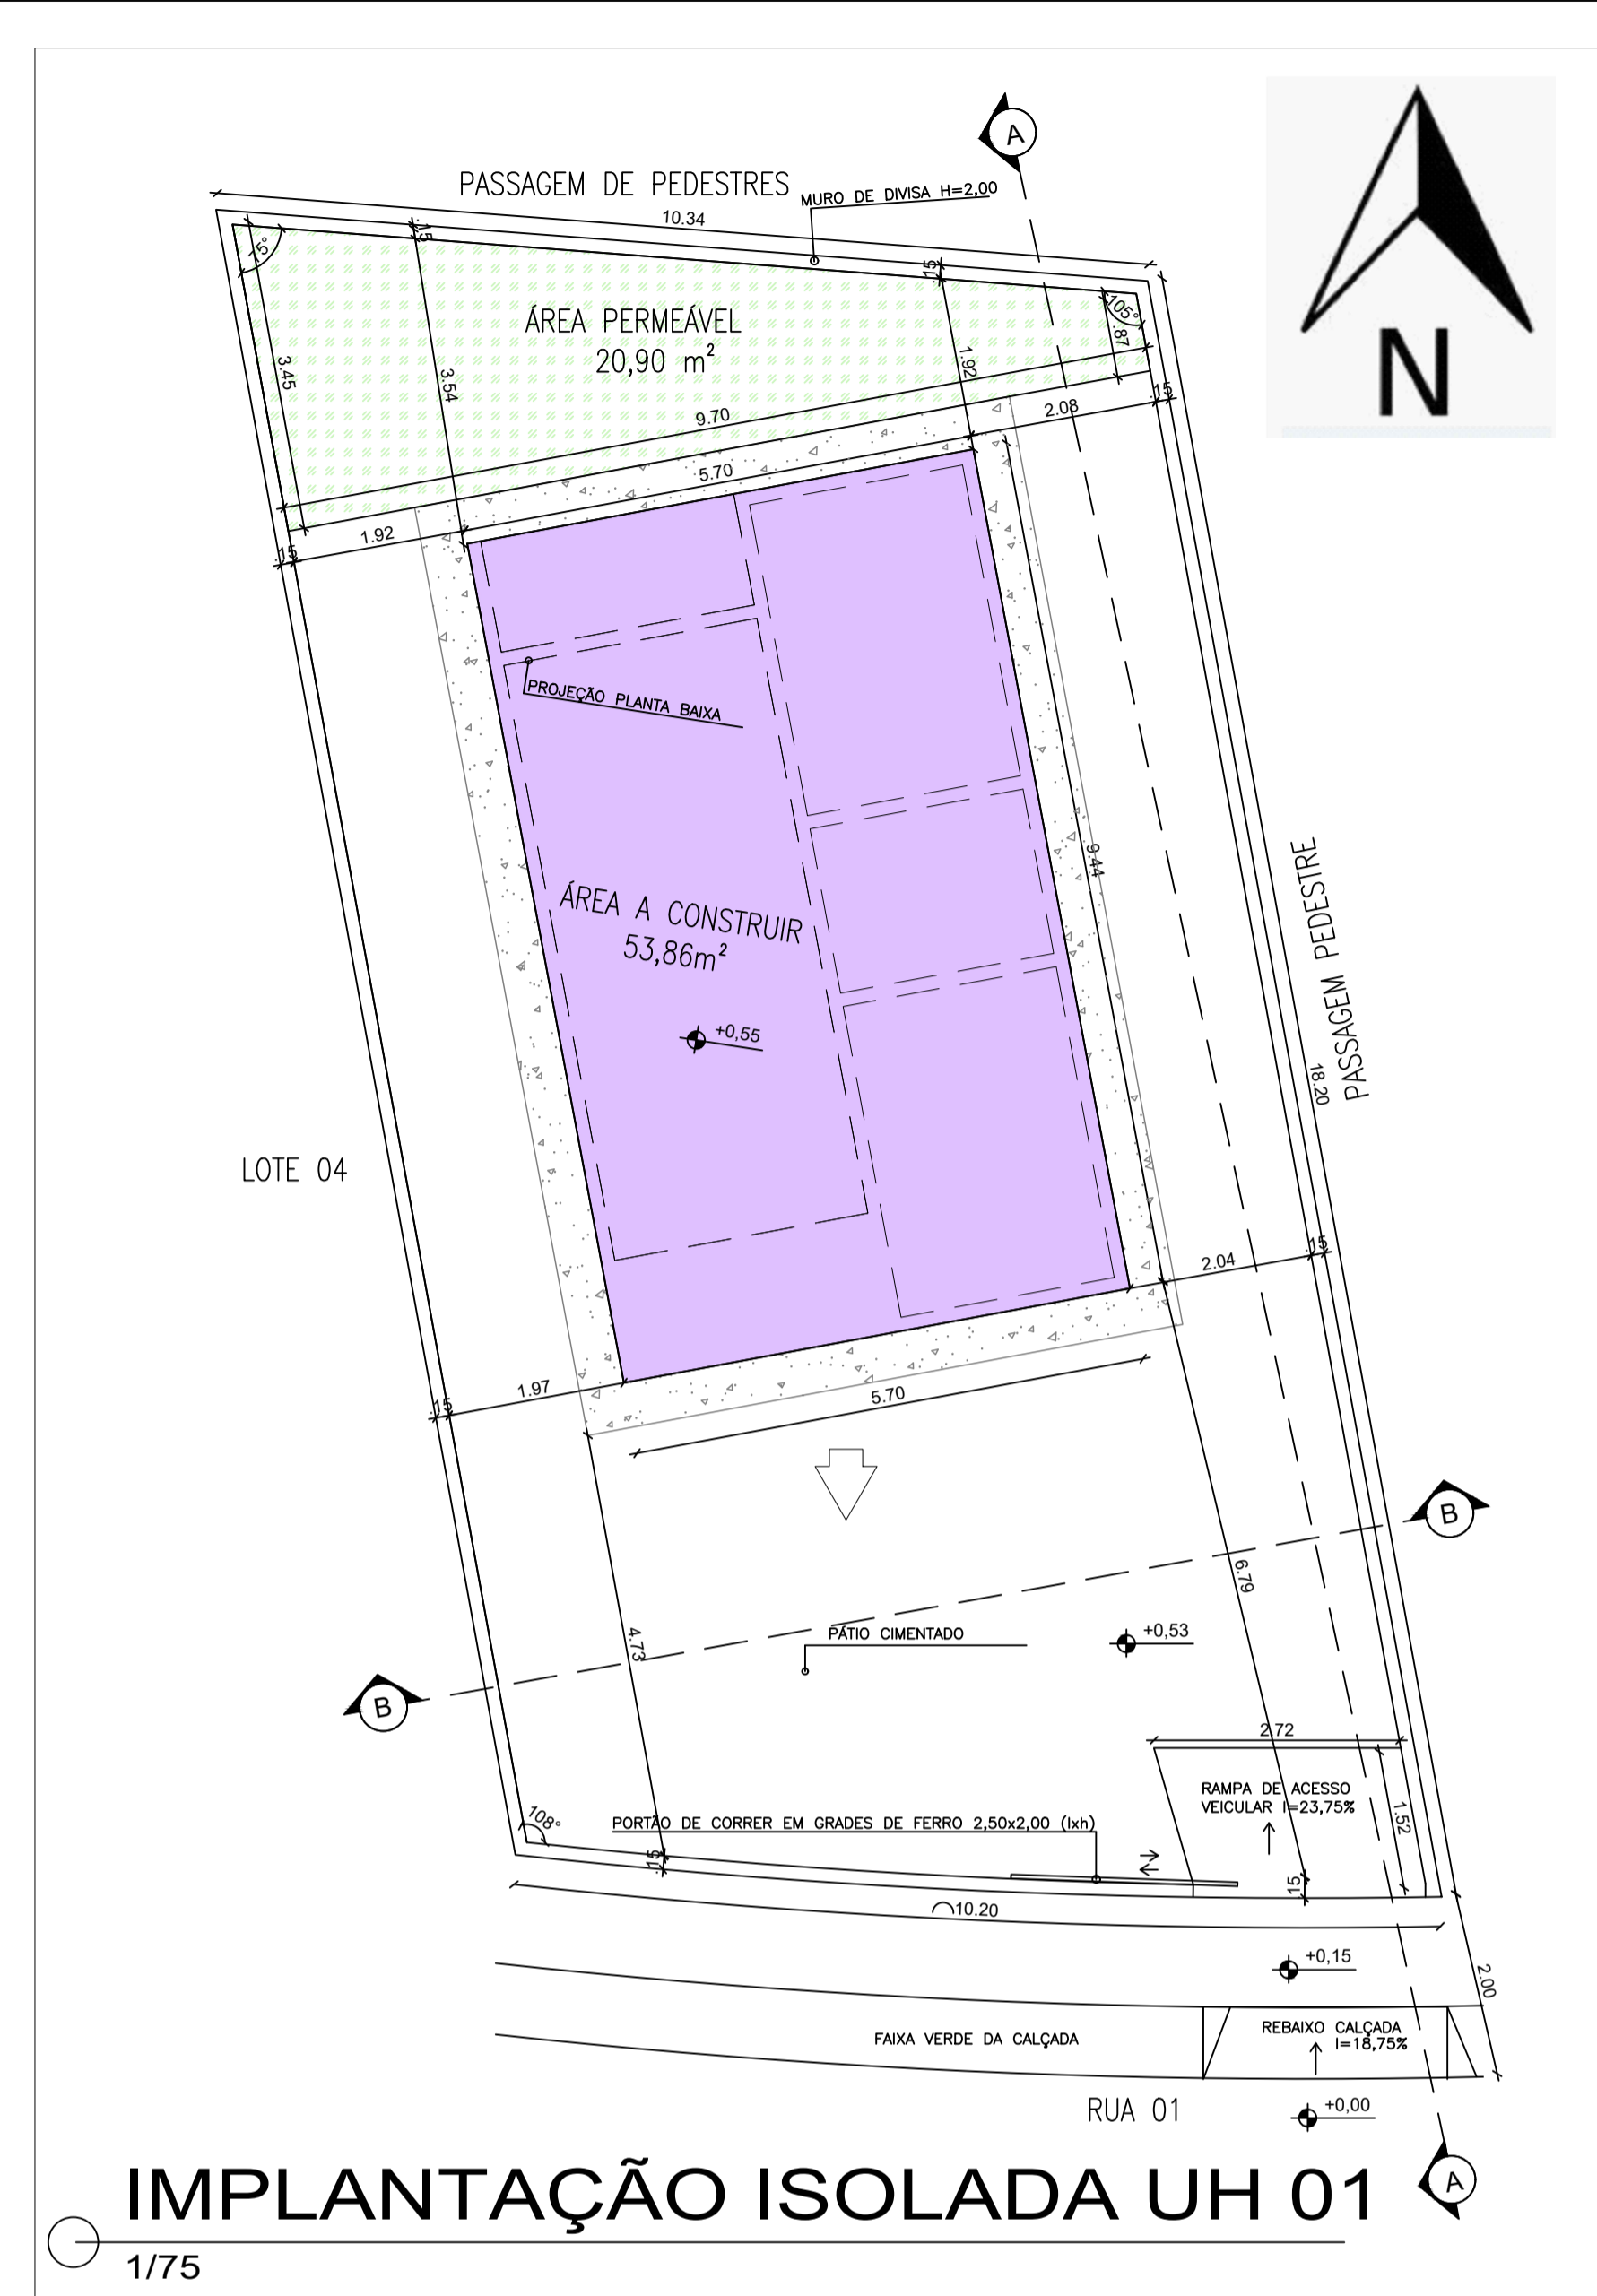 A
PASSAGEM DE PEDESTRES
MURO DE DIVISA H=2,00
10.34
.15
75°
.15
105°
ÁREA PERMEÁVEL
20,90 m²
.87
3.45
3.54
1.92
N
9.70
2.08
.15
5.70
1.92
.15
PROJEÇÃO PLANTA BAIXA
9.44
PASSAGEM PEDESTRE
ÁREA A CONSTRUIR
53,86m²
+0,55
18.20
LOTE 04
2.04
.15
1.97
.15
5.70
B
6.79
4.73
PÁTIO CIMENTADO
+0,53
B
2.72
RAMPA DE ACESSO
VEICULAR I=23,75%
1.52
108°
PORTÃO DE CORRER EM GRADES DE FERRO 2,50x2,00 (lxh)
.15
.15
10.20
+0,15
2.00
FAIXA VERDE DA CALÇADA
REBAIXO CALÇADA
I=18,75%
RUA 01
+0,00
A
IMPLANTAÇÃO ISOLADA UH 01
1/75